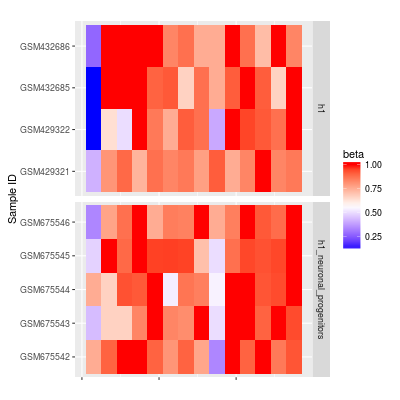 GSM432686
GSM432685
GSM429322
GSM429321
h1
Sample ID
GSM675546
GSM675545
GSM675544
GSM675543
GSM675542
h1_neuronal_progenitors
beta
1.00
0.75
0.50
0.25